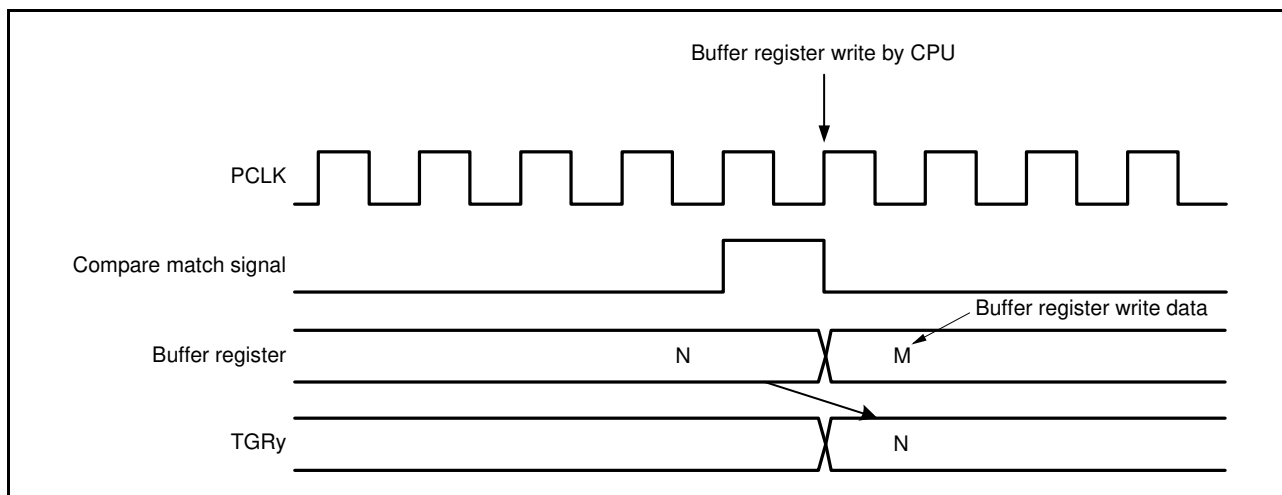 Buffer register write by CPU
PCLK
Compare match signal
Buffer register write data
Buffer register
N
M
TGRy
N